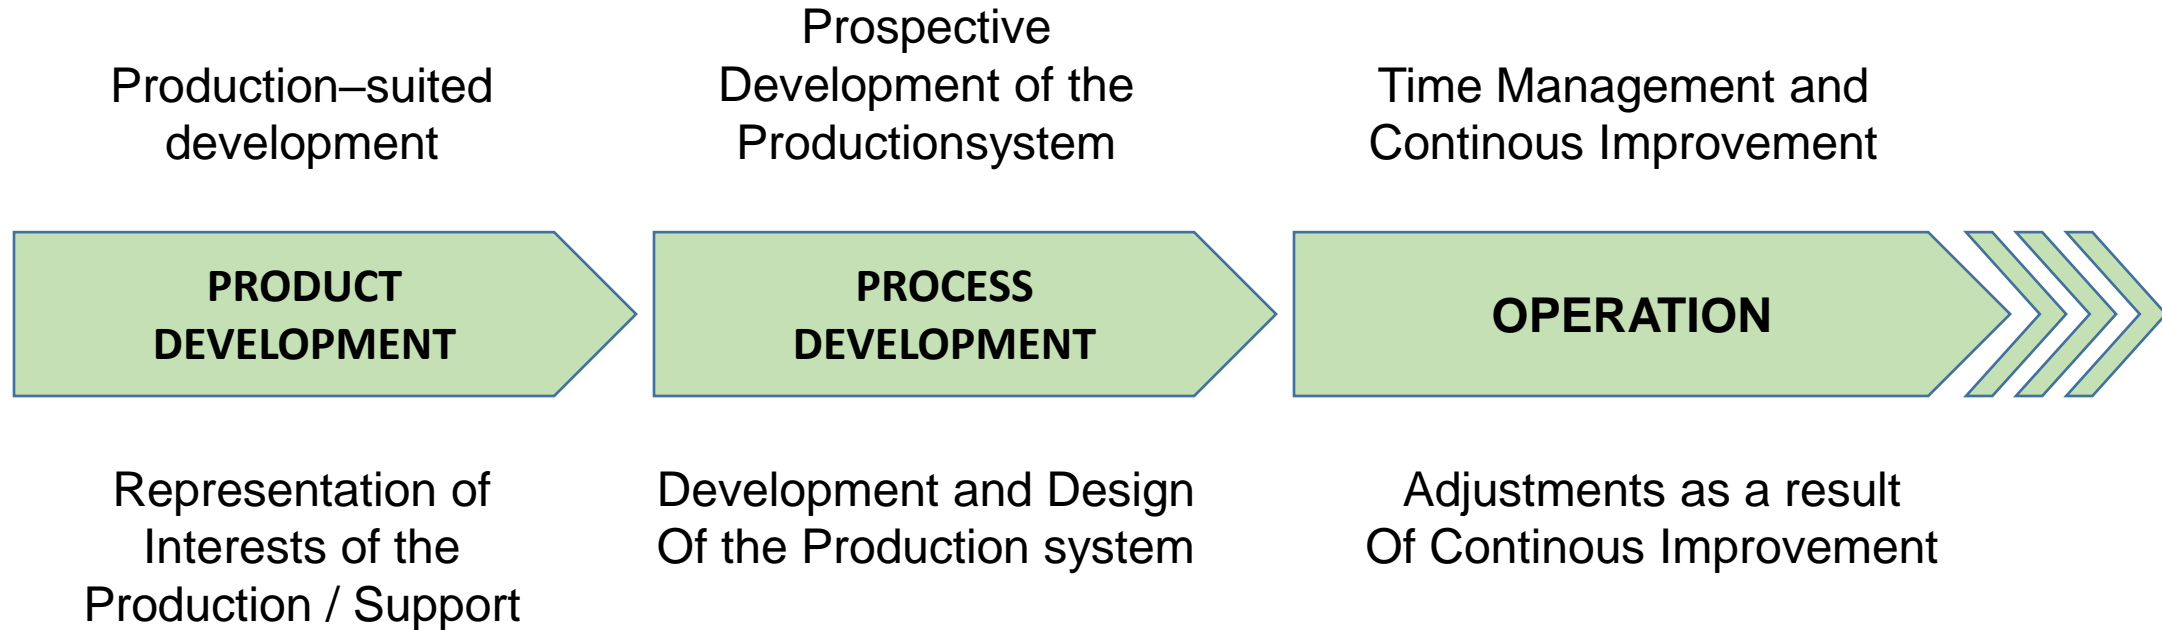 Production–suited
development
Prospective
Development of the
Productionsystem
Time Management and
Continous Improvement
PRODUCT
DEVELOPMENT
PROCESS
DEVELOPMENT
OPERATION
Representation of
Interests of the
Production / Support
Development and Design
Of the Production system
Adjustments as a result
Of Continous Improvement